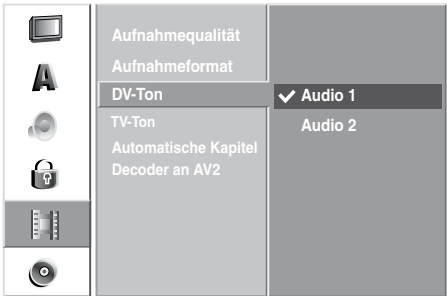 Aufnahmequalität
Aufnahmeformat
DV-Ton
✔ Audio 1
Audio 2
TV-Ton
Automatische Kapitel
Decoder an AV2
A